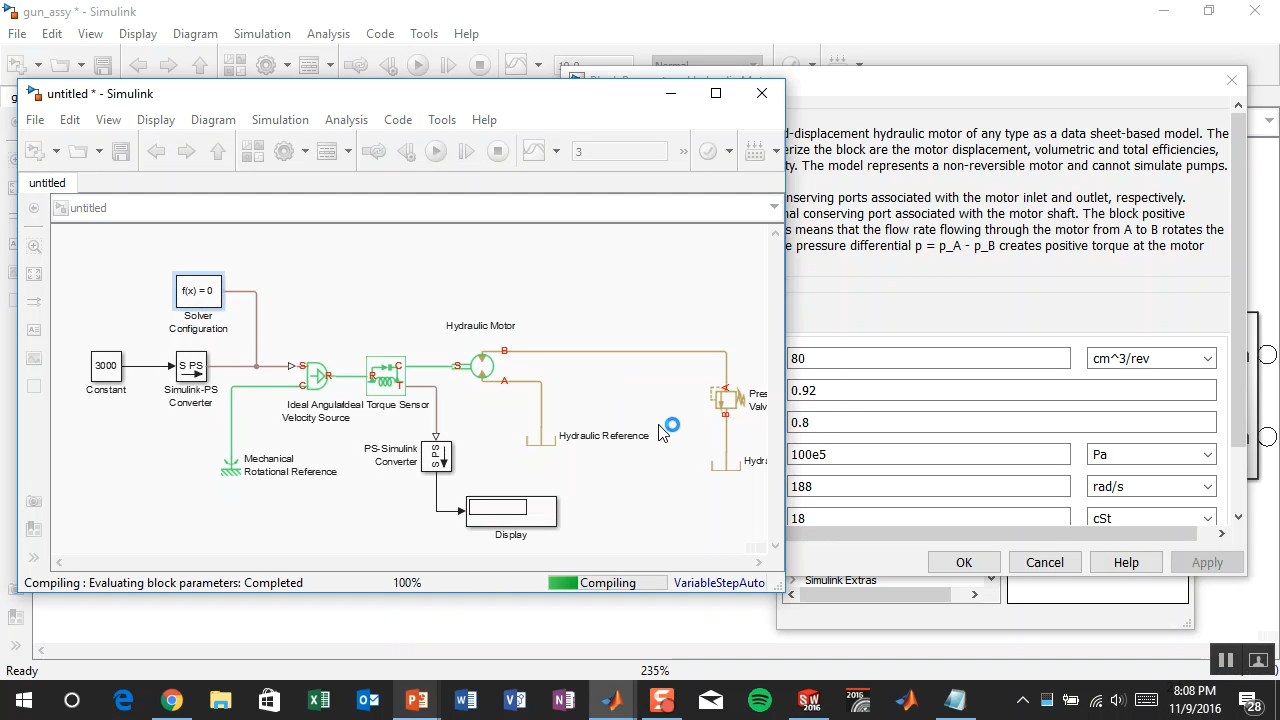 gun_assy * - Simulink
File Edit View Display Diagram Simulation Analysis Code Tools Help
untitled * - Simulink
File Edit View Display Diagram Simulation Analysis Code Tools Help
3
»
untitled
untitled
f(x) = 0
Solver
Configuration
3000
Constant
S PS
Simulink-PS
Converter
S
R
C
Ideal Angular
Velocity Source
R
C
T
Ideal Torque Sensor
Hydraulic Motor
S
B
A
Hydraulic Reference
Mechanical
Rotational Reference
PS-Simulink
Converter
S PS
Display
A
B
Pres
Valv
Hydra
Compiling : Evaluating block parameters: Completed 100% Compiling VariableStepAuto
d-displacement hydraulic motor of any type as a data sheet-based model. The
erize the block are the motor displacement, volumetric and total efficiencies,
ty. The model represents a non-reversible motor and cannot simulate pumps.
nserving ports associated with the motor inlet and outlet, respectively.
nal conserving port associated with the motor shaft. The block positive
s means that the flow rate flowing through the motor from A to B rotates the
e pressure differential p = p_A - p_B creates positive torque at the motor
80 cm^3/rev
0.92
0.8
100e5 Pa
188 rad/s
18 cSt
OK Cancel Help Apply
Simulink Extras
Ready 235%
8:08 PM
11/9/2016
28